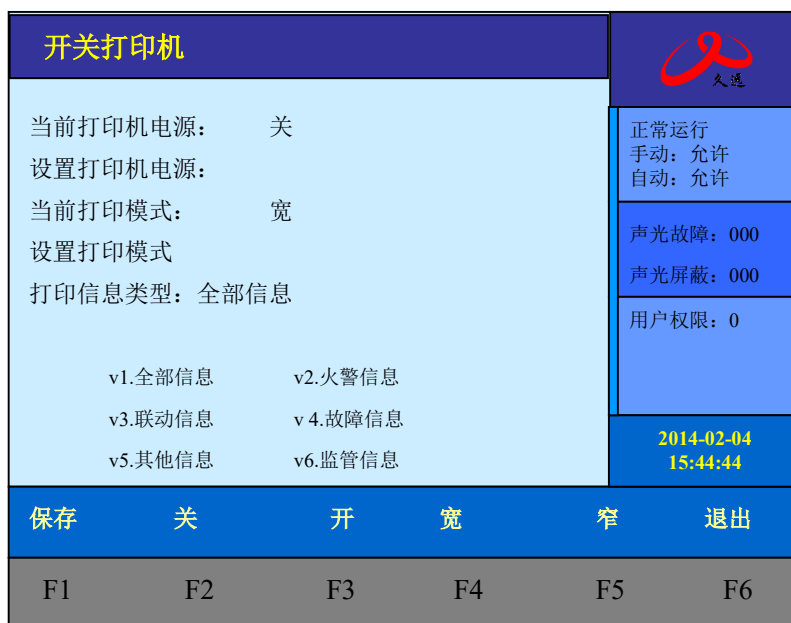 开关打印机
久远
当前打印机电源： 关
设置打印机电源：
当前打印模式： 宽
设置打印模式
打印信息类型：全部信息
v1.全部信息 v2.火警信息
v3.联动信息 v 4.故障信息
v5.其他信息 v6.监管信息
正常运行
手动：允许
自动：允许
声光故障：000
声光屏蔽：000
用户权限：0
2014-02-04
15:44:44
保存 关 开 宽 窄 退出
F1 F2 F3 F4 F5 F6